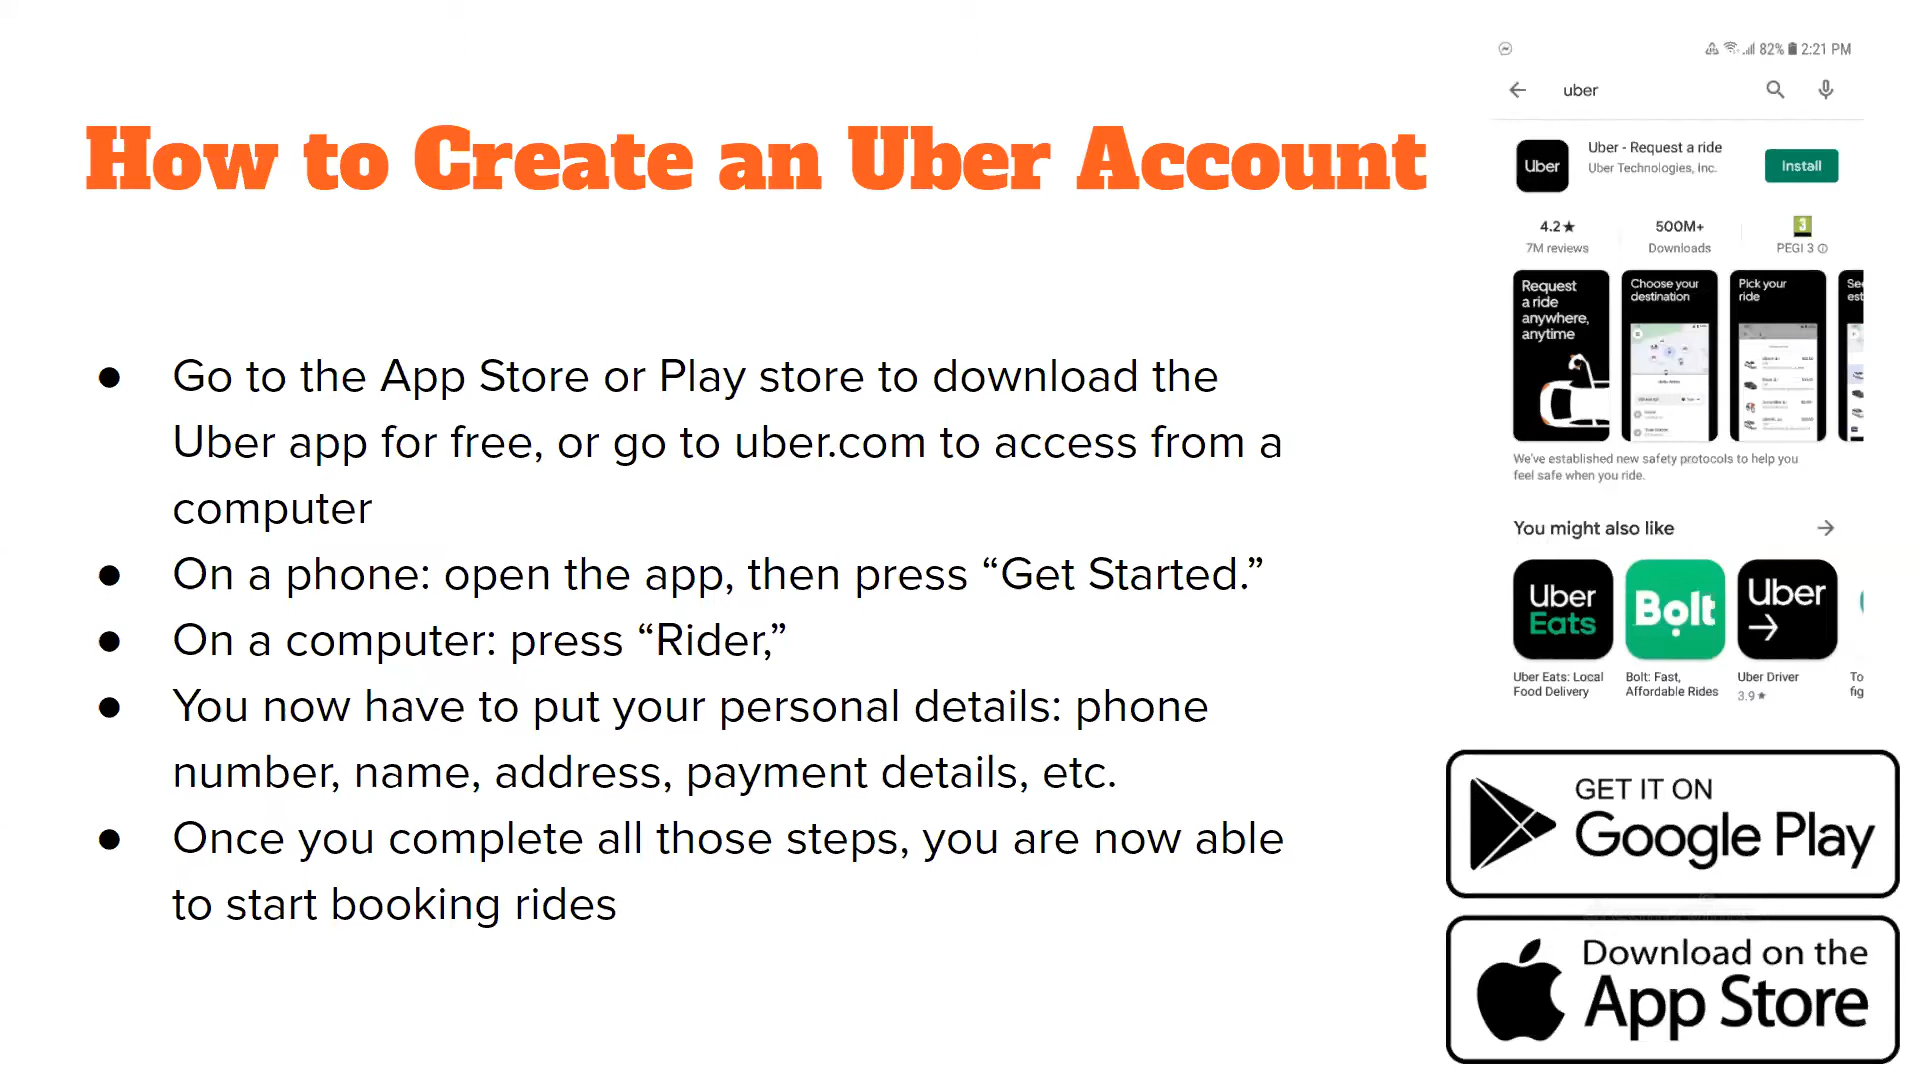 How to Create an Uber Account
● Go to the App Store or Play store to download the
Uber app for free, or go to uber.com to access from a
computer
● On a phone: open the app, then press “Get Started.”
● On a computer: press “Rider,”
● You now have to put your personal details: phone
number, name, address, payment details, etc.
● Once you complete all those steps, you are now able
to start booking rides
82% 2:21 PM
uber
Uber
Uber - Request a ride
Uber Technologies, Inc.
Install
4.2★
7M reviews
500M+
Downloads
3
PEGI 3
Request
a ride
anywhere,
anytime
Choose your
destination
Pick your
ride
We've established new safety protocols to help you
feel safe when you ride.
You might also like
Uber
Eats
Bolt
Uber
Uber Eats: Local
Food Delivery
Bolt: Fast,
Affordable Rides
Uber Driver
3.9★
GET IT ON
Google Play
Download on the
App Store